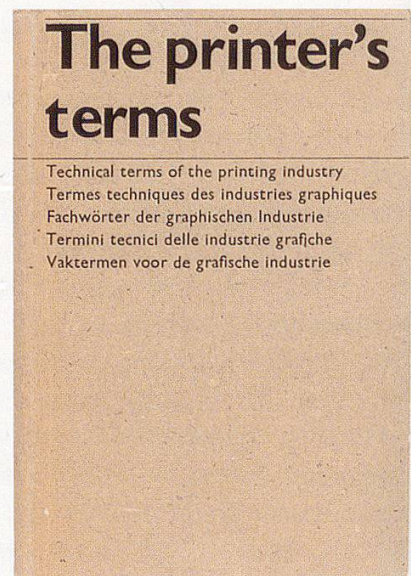 The printer’s
terms
Technical terms of the printing industry
Termes techniques des industries graphiques
Fachwörter der graphischen Industrie
Termini tecnici delle industrie grafiche
Vaktermen voor de grafische industrie